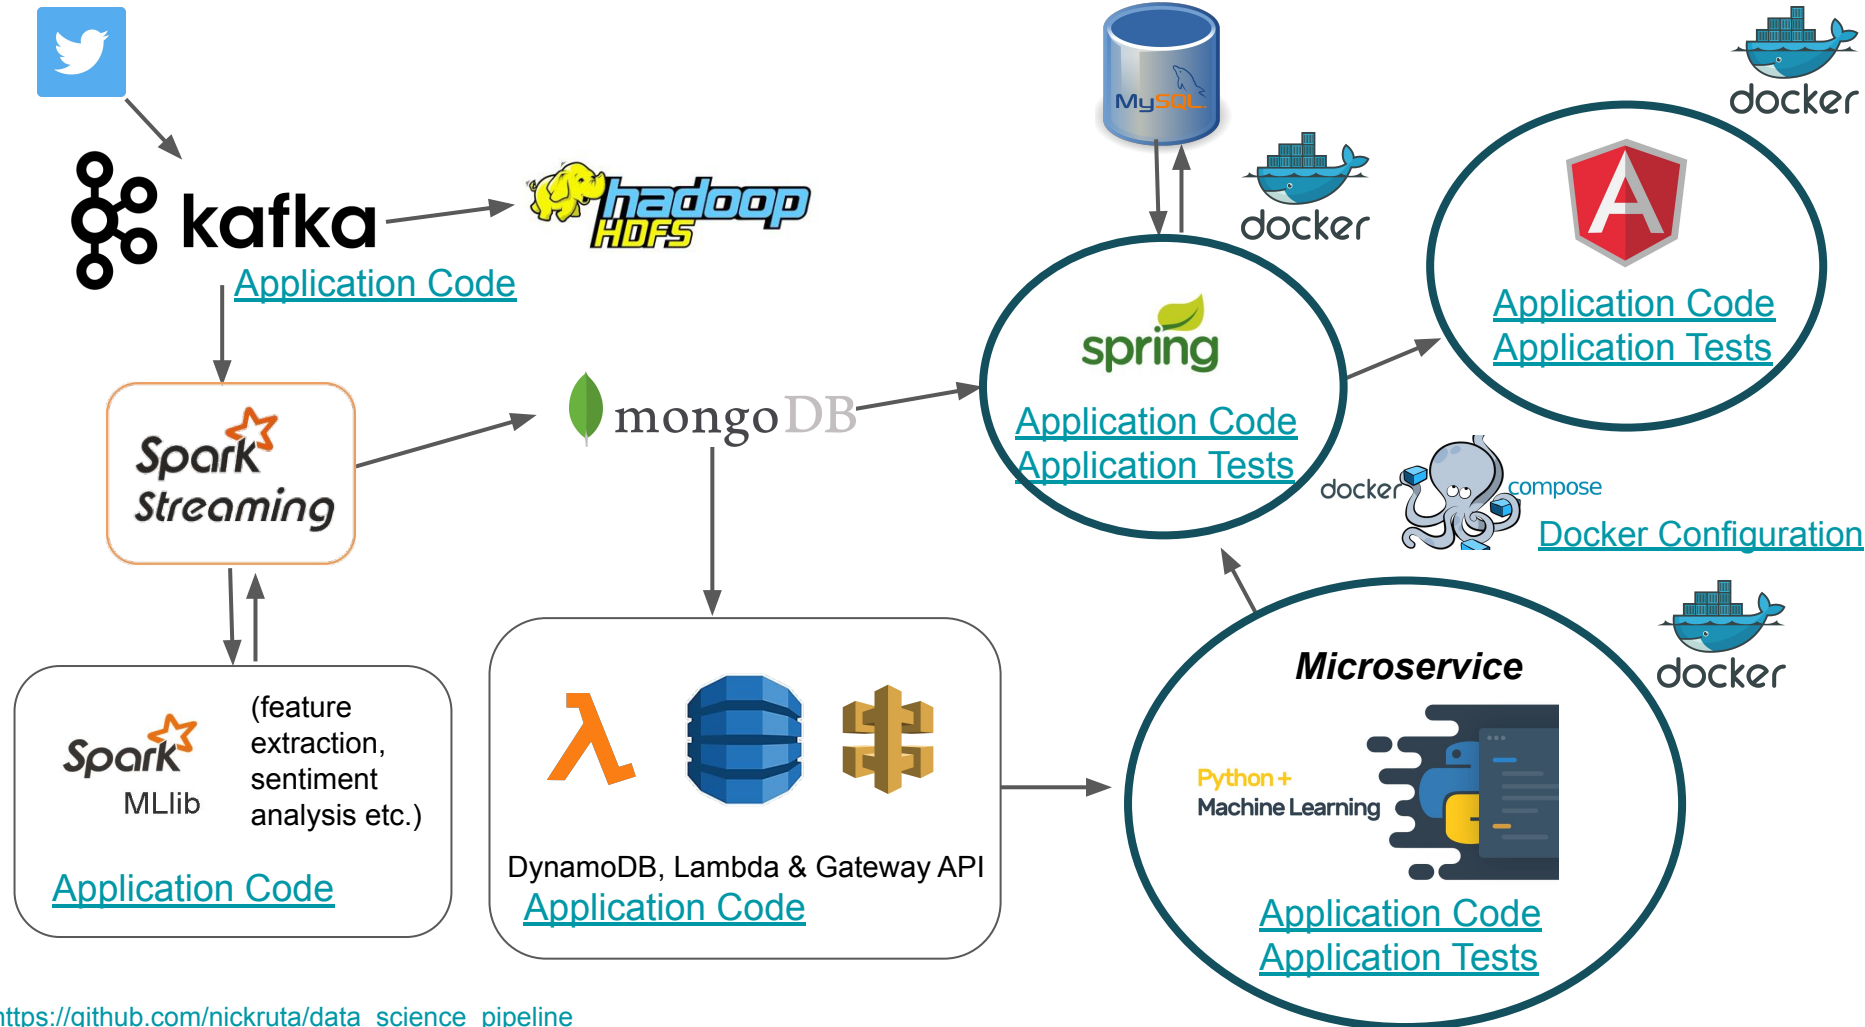 MySQL
docker
docker
kafka
hadoop
HDFS
Application Code
docker
Application Code
Application Tests
spring
Application Code
Application Tests
mongoDB
Spark
Streaming
docker compose
Docker Configuration
docker
Microservice
Python +
Machine Learning
Application Code
Application Tests
Spark
MLlib
(feature
extraction,
sentiment
analysis etc.)
Application Code
DynamoDB, Lambda & Gateway API
Application Code
https://github.com/nickruta/data_science_pipeline